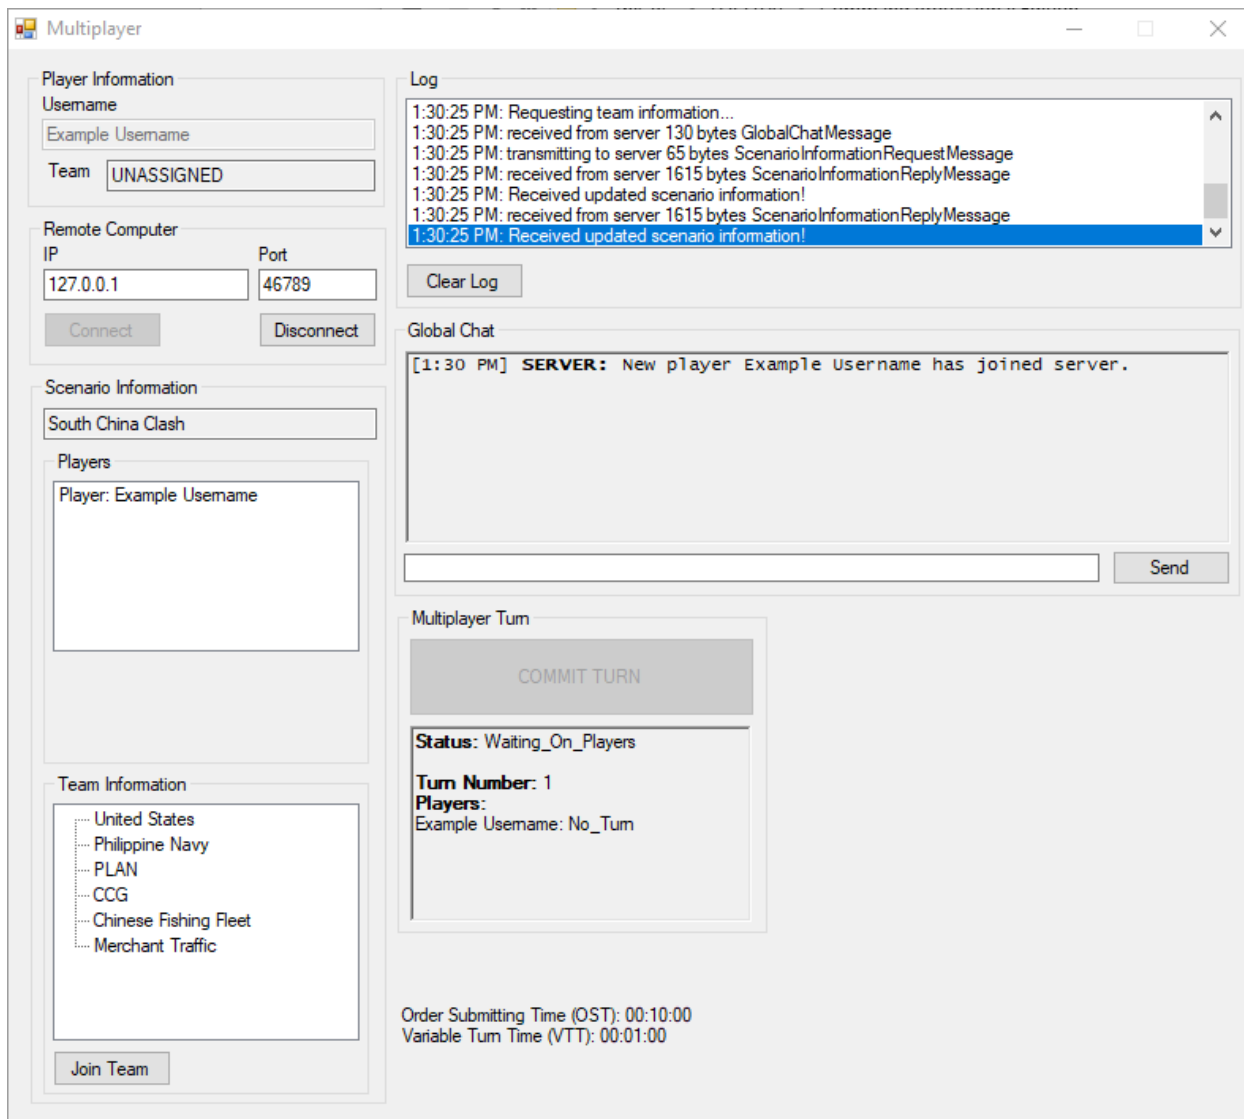 Multiplayer
Player Information
Username
Example Username
Team UNASSIGNED
Remote Computer
IP Port
127.0.0.1 46789
Connect Disconnect
Scenario Information
South China Clash
Players
Player: Example Username
Team Information
United States
Philippine Navy
PLAN
CCG
Chinese Fishing Fleet
Merchant Traffic
Join Team
Log
1:30:25 PM: Requesting team information...
1:30:25 PM: received from server 130 bytes GlobalChatMessage
1:30:25 PM: transmitting to server 65 bytes ScenarioInformationRequestMessage
1:30:25 PM: received from server 1615 bytes ScenarioInformationReplyMessage
1:30:25 PM: Received updated scenario information!
1:30:25 PM: received from server 1615 bytes ScenarioInformationReplyMessage
1:30:25 PM: Received updated scenario information!
Clear Log
Global Chat
[1:30 PM] SERVER: New player Example Username has joined server.
Send
Multiplayer Turn
COMMIT TURN
Status: Waiting_On_Players
Turn Number: 1
Players:
Example Username: No_Turn
Order Submitting Time (OST): 00:10:00
Variable Turn Time (VTT): 00:01:00